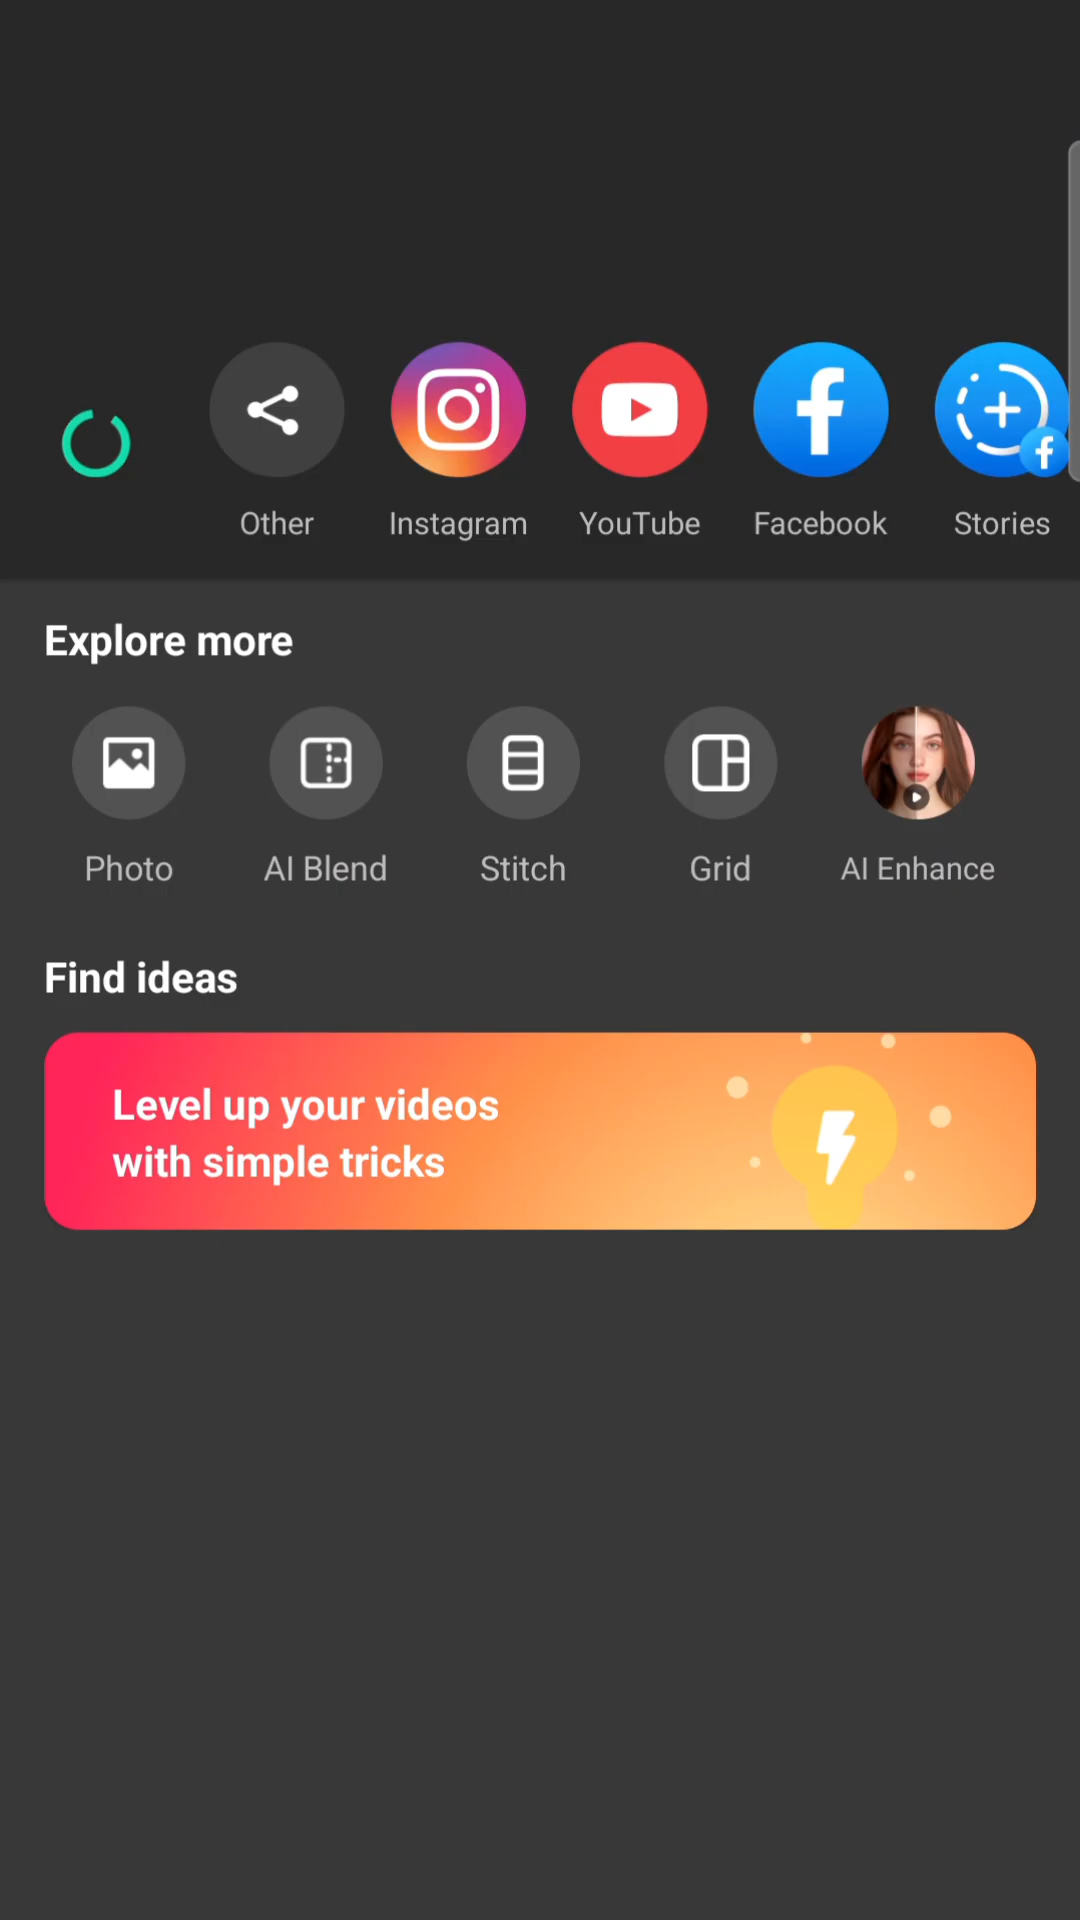 Other Instagram YouTube Facebook Stories
Explore more
Photo AI Blend Stitch Grid AI Enhance
Find ideas
Level up your videos
with simple tricks